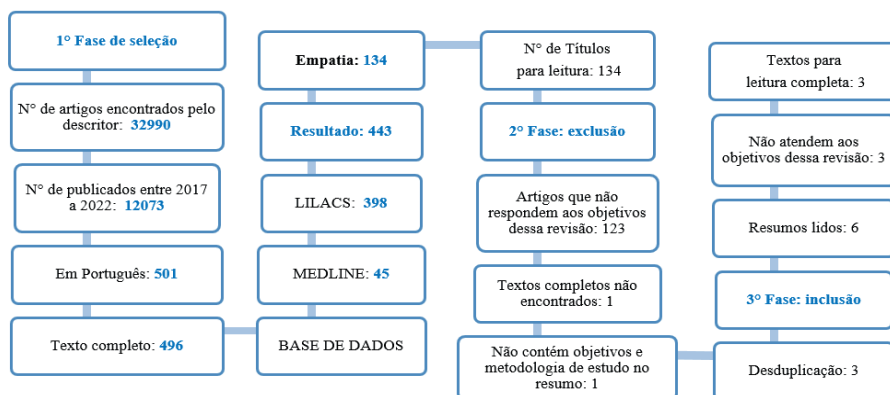 1° Fase de seleção
N° de artigos encontrados pelo
descritor: 32990
N° de publicados entre 2017
a 2022: 12073
Em Português: 501
Texto completo: 496
BASE DE DADOS
MEDLINE: 45
LILACS: 398
Resultado: 443
Empatia: 134
N° de Títulos
para leitura: 134
2° Fase: exclusão
Artigos que não
respondem aos objetivos
dessa revisão: 123
Textos completos não
encontrados: 1
Não contém objetivos e
metodologia de estudo no
resumo: 1
Desduplicação: 3
3° Fase: inclusão
Resumos lidos: 6
Não atendem aos
objetivos dessa revisão: 3
Textos para
leitura completa: 3